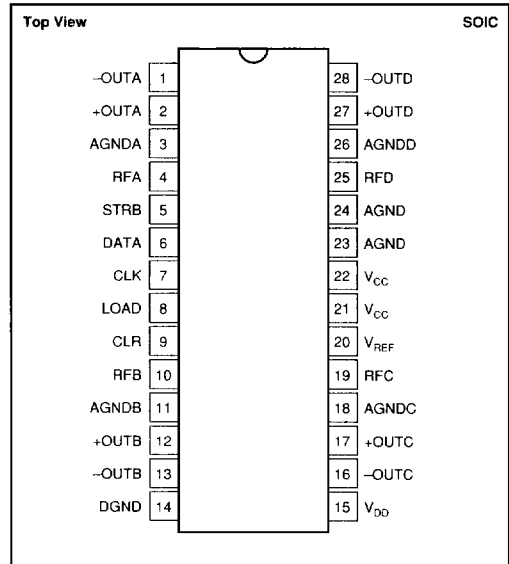 Top View SOIC
–OUTA 1 28 –OUTD
+OUTA 2 27 +OUTD
AGNDA 3 26 AGNDD
RFA 4 25 RFD
STRB 5 24 AGND
DATA 6 23 AGND
CLK 7 22 VCC
LOAD 8 21 VCC
CLR 9 20 VREF
RFB 10 19 RFC
AGNDB 11 18 AGNDC
+OUTB 12 17 +OUTC
–OUTB 13 16 –OUTC
DGND 14 15 VDD